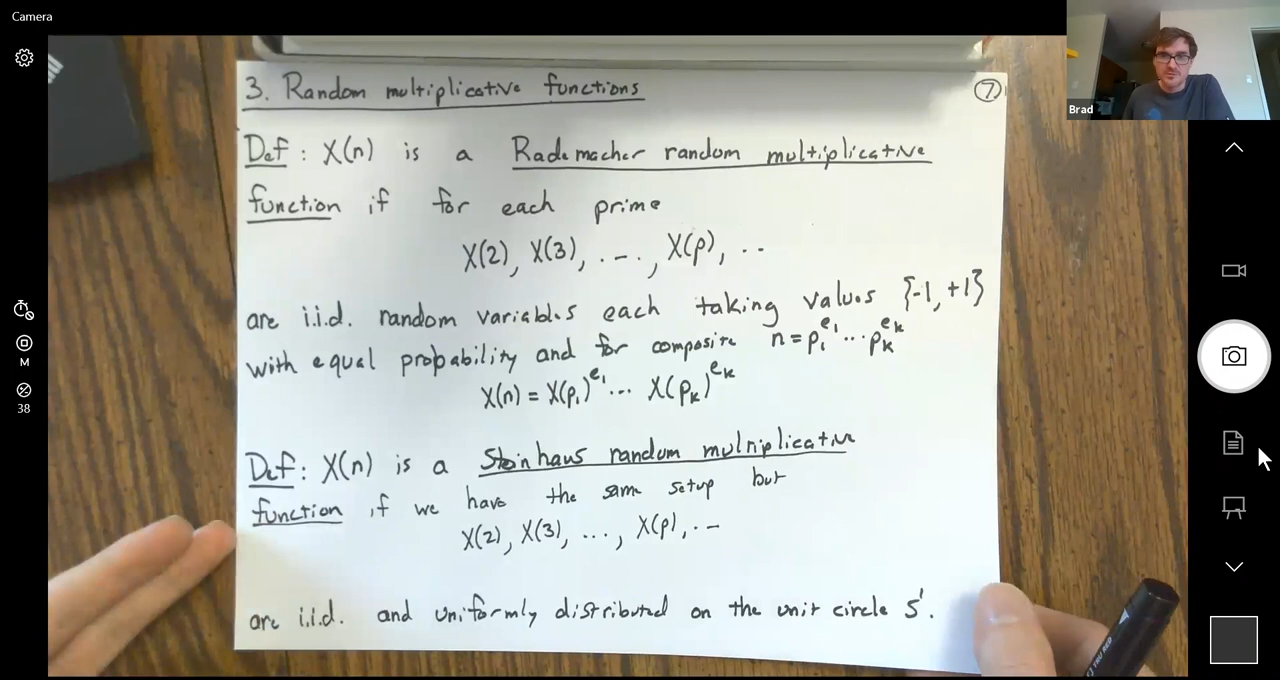 Camera
Brad
M
38
3. Random multiplicative functions
7
Def : X(n) is a Rademacher random multiplicative
function if for each prime
X(2), X(3), . - . , X(p), . .
are i.i.d. random variables each taking values {-1, +1}
with equal probability and for composite n = p₁^e₁ ... pₖ^eₖ
X(n) = X(p₁)^e₁ ... X(pₖ)^eₖ
Def : X(n) is a Steinhaus random multiplicative
function if we have the same setup but
X(2), X(3), ..., X(p), . -
are i.i.d. and uniformly distributed on the unit circle S¹.